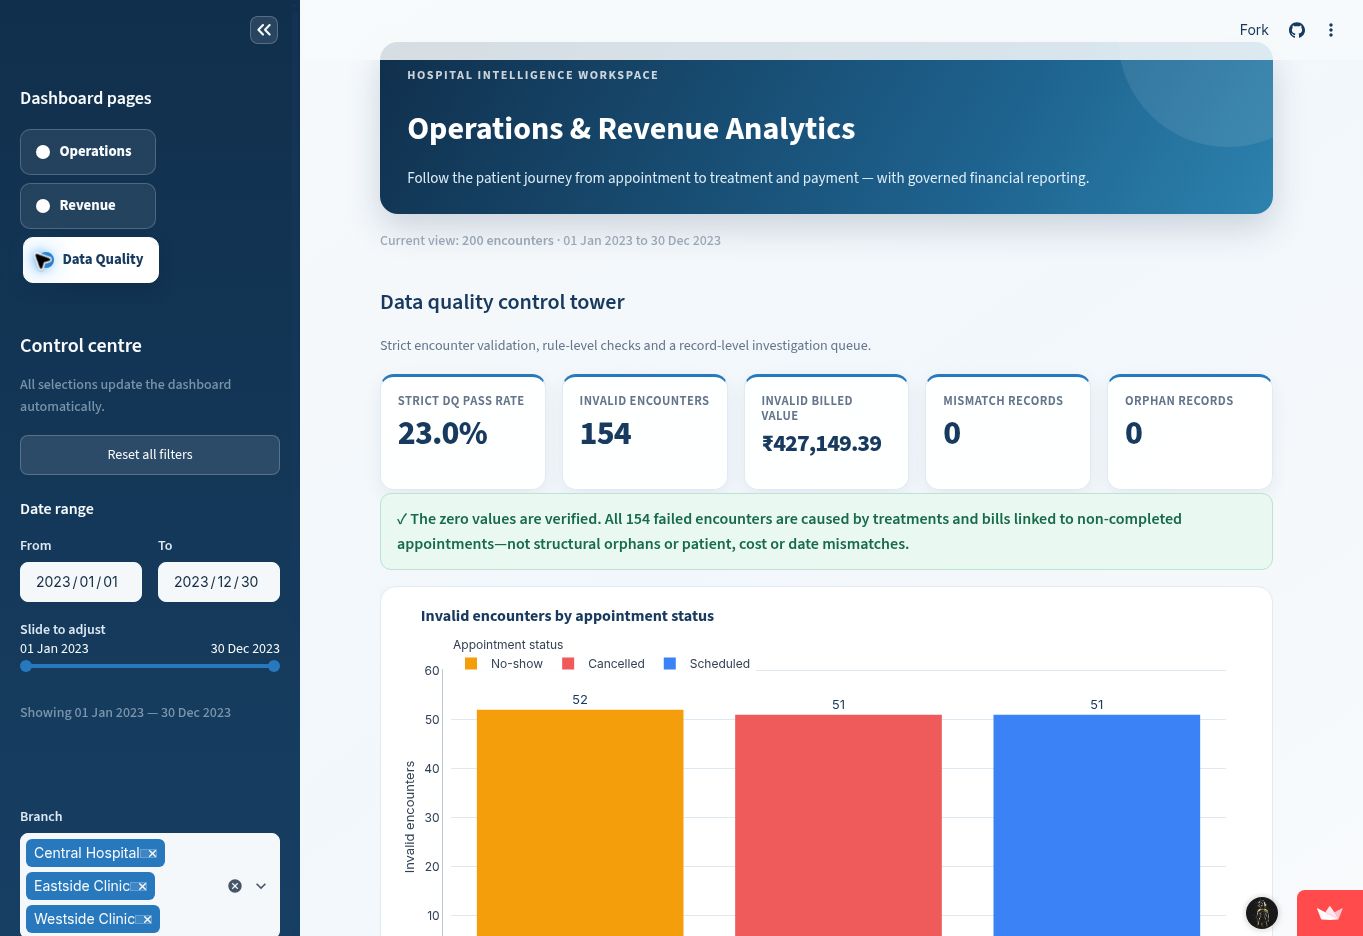 Fork
Dashboard pages
Operations
Revenue
Data Quality
Control centre
All selections update the dashboard
automatically.
Reset all filters
Date range
From To
2023/01/01 2023/12/30
Slide to adjust
01 Jan 2023 30 Dec 2023
Showing 01 Jan 2023 — 30 Dec 2023
Branch
Central Hospital
Eastside Clinic
Westside Clinic
HOSPITAL INTELLIGENCE WORKSPACE
Operations & Revenue Analytics
Follow the patient journey from appointment to treatment and payment — with governed financial reporting.
Current view: 200 encounters · 01 Jan 2023 to 30 Dec 2023
Data quality control tower
Strict encounter validation, rule-level checks and a record-level investigation queue.
STRICT DQ PASS RATE
23.0%
INVALID ENCOUNTERS
154
INVALID BILLED
VALUE
₹427,149.39
MISMATCH RECORDS
0
ORPHAN RECORDS
0
✓ The zero values are verified. All 154 failed encounters are caused by treatments and bills linked to non-completed
appointments—not structural orphans or patient, cost or date mismatches.
Invalid encounters by appointment status
Appointment status
No-show Cancelled Scheduled
60
50
40
30
20
10
Invalid encounters
52
51
51